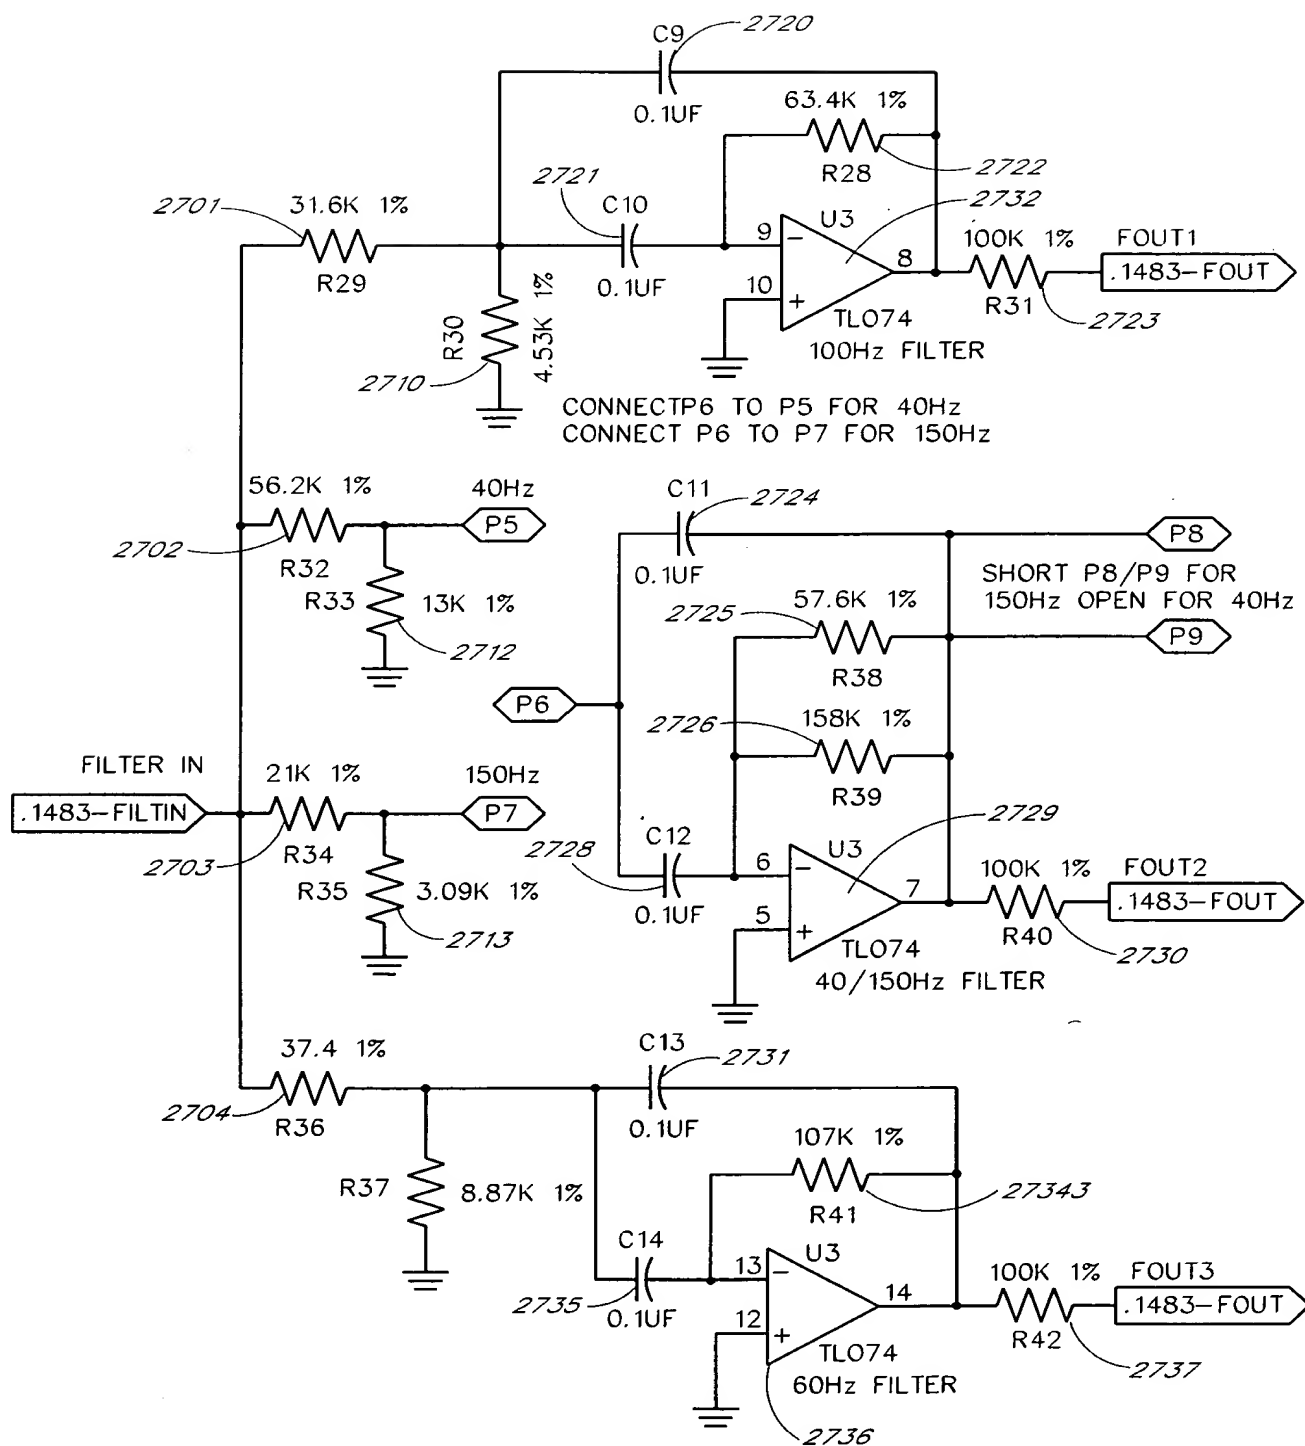 C9
2720
0.1UF
63.4K 1%
R28
2722
2701
31.6K 1%
R29
2721
C10
0.1UF
U3
2732
9
8
10
TL074
100Hz FILTER
100K 1%
R31
2723
FOUT1
.1483-FOUT
R30
4.53K 1%
2710
CONNECTP6 TO P5 FOR 40Hz
CONNECT P6 TO P7 FOR 150Hz
56.2K 1%
2702
R32
40Hz
P5
R33
13K 1%
2712
C11
2724
0.1UF
P8
SHORT P8/P9 FOR
150Hz OPEN FOR 40Hz
P9
57.6K 1%
2725
R38
P6
158K 1%
2726
R39
FILTER IN
.1483-FILTIN
21K 1%
2703
R34
150Hz
P7
R35
3.09K 1%
2713
C12
2728
0.1UF
U3
2729
6
7
5
TL074
40/150Hz FILTER
100K 1%
R40
2730
FOUT2
.1483-FOUT
37.4 1%
2704
R36
C13
2731
0.1UF
R37
8.87K 1%
107K 1%
R41
27343
C14
2735
0.1UF
U3
13
14
12
TL074
60Hz FILTER
2736
100K 1%
R42
2737
FOUT3
.1483-FOUT